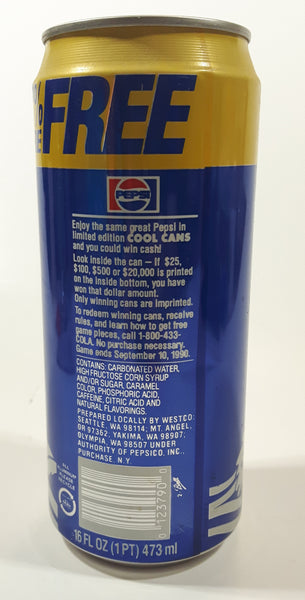 FREE
PEPSI
Enjoy the same great Pepsi in
limited edition COOL CANS
and you could win cash!
Look inside the can – If $25,
$100, $500 or $20,000 is printed
on the inside bottom, you have
won that dollar amount.
Only winning cans are imprinted.
To redeem winning cans, receive
rules, and learn how to get free
game pieces, call 1-800-433-
COLA. No purchase necessary.
Game ends September 10, 1990.
CONTAINS: CARBONATED WATER,
HIGH FRUCTOSE CORN SYRUP
AND/OR SUGAR, CARAMEL
COLOR, PHOSPHORIC ACID,
CAFFEINE, CITRIC ACID AND
NATURAL FLAVORINGS.
PREPARED LOCALLY BY WESTCO:
SEATTLE, WA 98114; MT. ANGEL,
OR 97362, YAKIMA, WA 98907;
OLYMPIA, WA 98507 UNDER
AUTHORITY OF PEPSICO, INC.,
PURCHASE, N.Y.
0 123790 0
16 FL OZ (1 PT) 473 ml